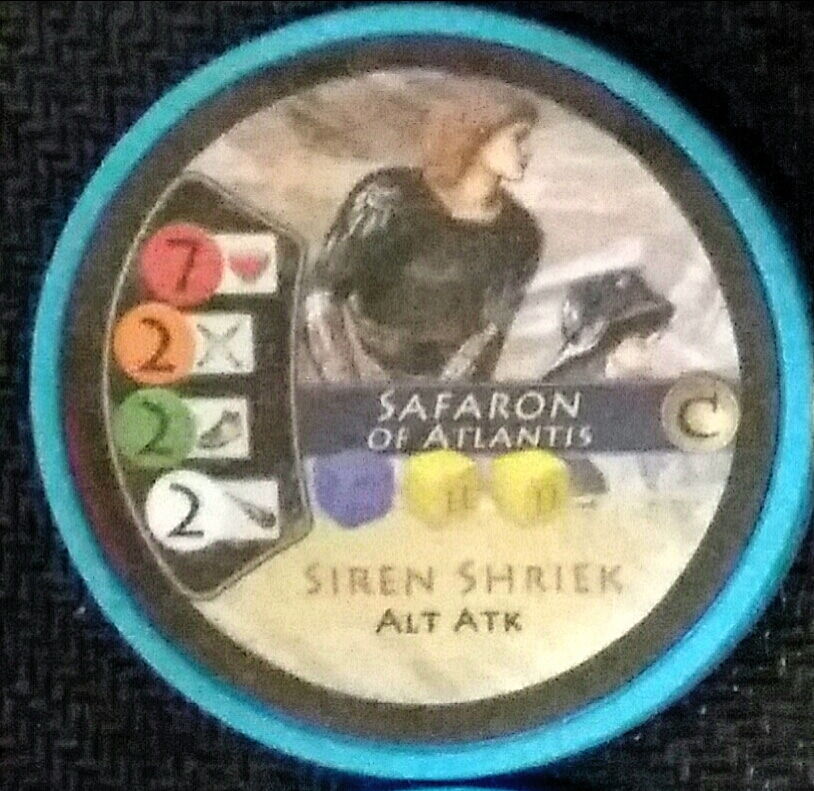 7
2
2
2
SAFARON
OF ATLANTIS
C
SIREN SHRIEK
ALT ATK